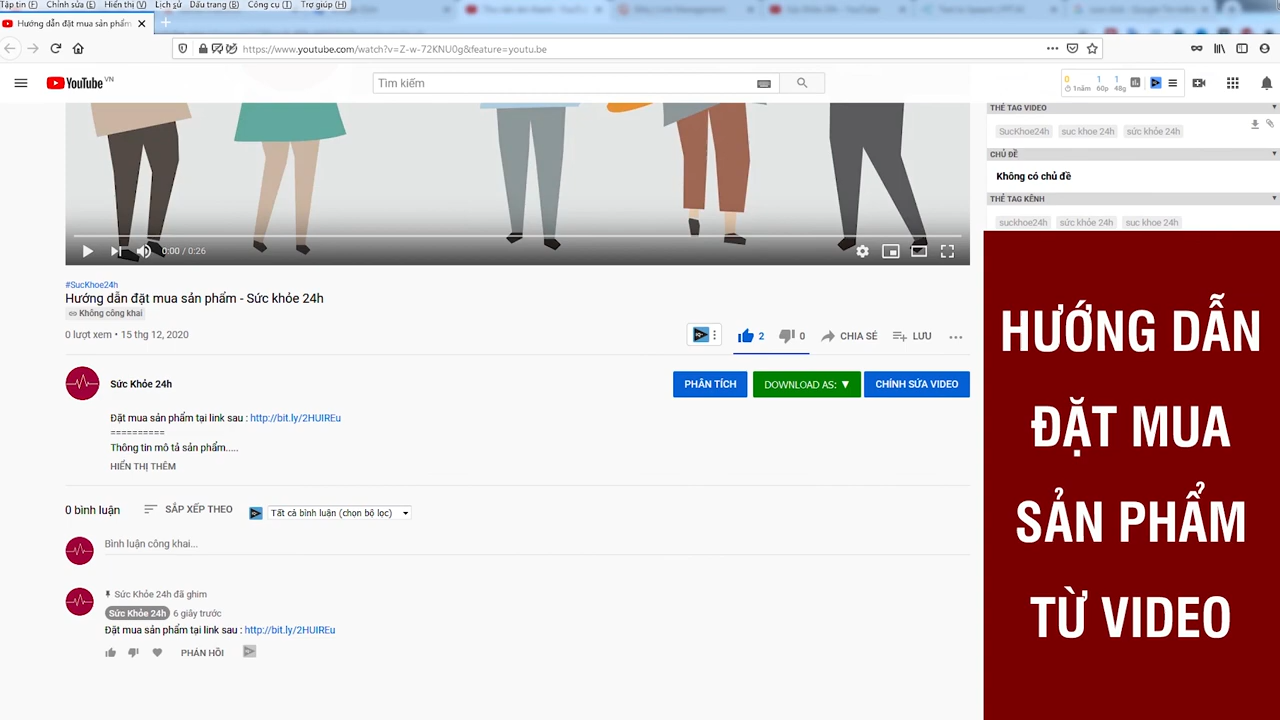 Tập tin (F) Chỉnh sửa (E) Hiển thị (V) Lịch sử Dấu trang (B) Công cụ (T) Trợ giúp (H)
Hướng dẫn đặt mua sản phẩm
https://www.youtube.com/watch?v=Z-w-72KNU0g&feature=youtu.be
YouTube VN
Tìm kiếm
0 1 1
1năm 60p 48g
THẺ TAG VIDEO
SucKhoe24h suc khoe 24h sức khỏe 24h
CHỦ ĐỀ
Không có chủ đề
THẺ TAG KÊNH
suckhoe24h sức khỏe 24h suc khoe 24h
0:00 / 0:26
#SucKhoe24h
Hướng dẫn đặt mua sản phẩm - Sức khỏe 24h
Không công khai
0 lượt xem • 15 thg 12, 2020
2 0 CHIA SẺ LƯU
Sức Khỏe 24h
PHÂN TÍCH DOWNLOAD AS: ▼ CHỈNH SỬA VIDEO
Đặt mua sản phẩm tại link sau : http://bit.ly/2HUIREu
==========
Thông tin mô tả sản phẩm.....
HIỂN THỊ THÊM
0 bình luận SẮP XẾP THEO Tất cả bình luận (chọn bộ lọc)
Bình luận công khai...
Sức Khỏe 24h đã ghim
Sức Khỏe 24h 6 giây trước
Đặt mua sản phẩm tại link sau : http://bit.ly/2HUIREu
PHẢN HỒI
HƯỚNG DẪN
ĐẶT MUA
SẢN PHẨM
TỪ VIDEO